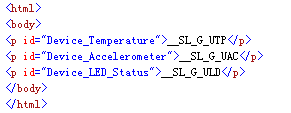 <html>
<body>
<p id="Device_Temperature">__SL_G_UTP</p>
<p id="Device_Accelerometer">__SL_G_UAC</p>
<p id="Device_LED_Status">__SL_G_ULD</p>
</body>
</html>